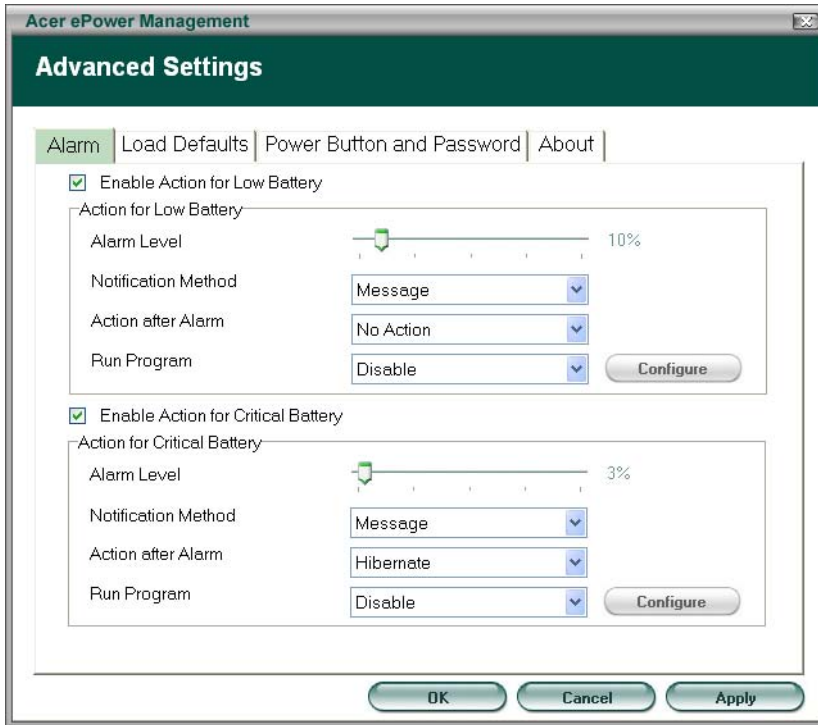 Acer ePower Management
Advanced Settings
Alarm Load Defaults Power Button and Password About
Enable Action for Low Battery
Action for Low Battery
Alarm Level 10%
Notification Method Message
Action after Alarm No Action
Run Program Disable Configure
Enable Action for Critical Battery
Action for Critical Battery
Alarm Level 3%
Notification Method Message
Action after Alarm Hibernate
Run Program Disable Configure
OK Cancel Apply